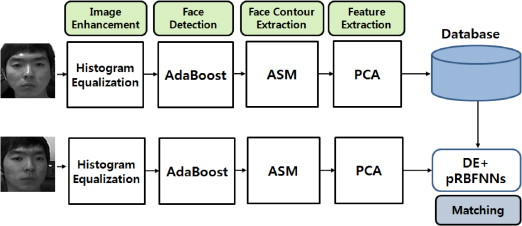 Image
Enhancement
Face
Detection
Face Contour
Extraction
Feature
Extraction
Histogram
Equalization
AdaBoost
ASM
PCA
Database
Histogram
Equalization
AdaBoost
ASM
PCA
DE+
pRBFNNs
Matching